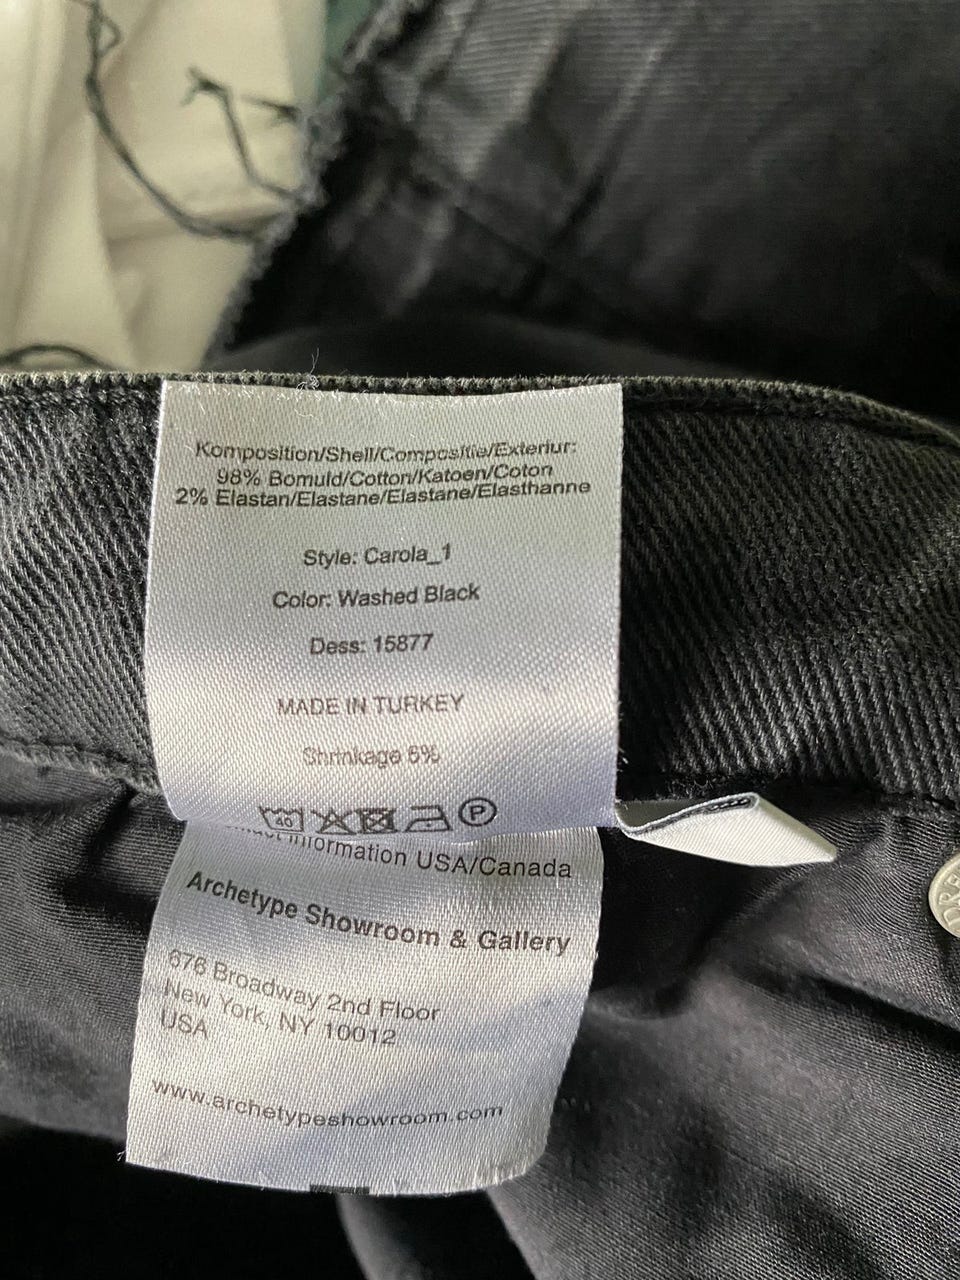 Komposition/Shell/Compositie/Exteriur:
98% Bomuld/Cotton/Katoen/Coton
2% Elastan/Elastane/Elastane/Elasthanne
Style: Carola_1
Color: Washed Black
Dess: 15877
MADE IN TURKEY
Shrinkage 5%
40
P
information USA/Canada
Archetype Showroom & Gallery
676 Broadway 2nd Floor
New York, NY 10012
USA
www.archetypeshowroom.com